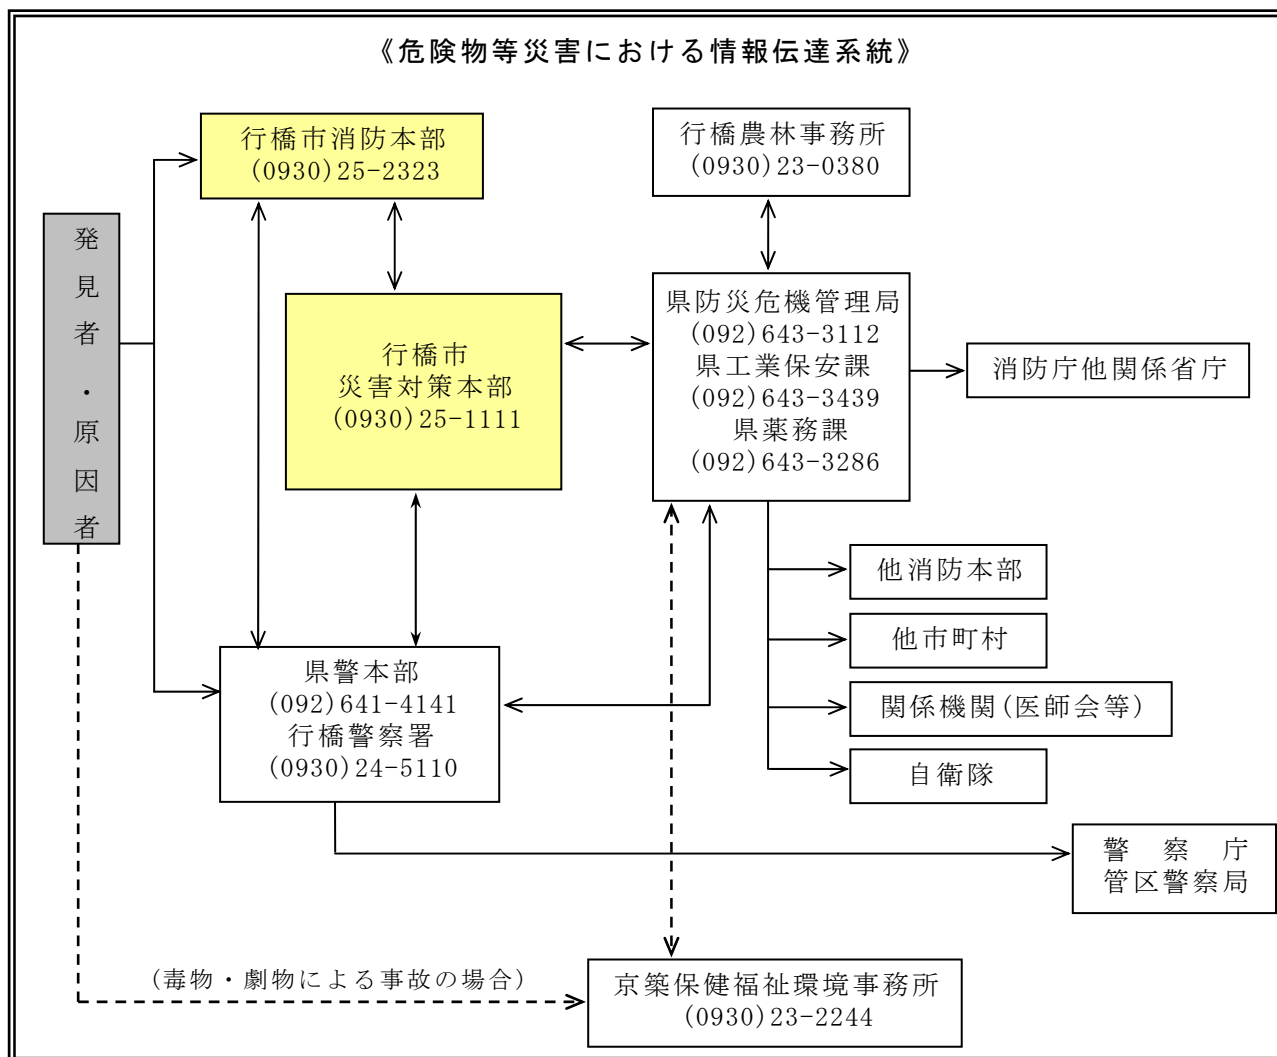 《危険物等災害における情報伝達系統》
行橋市消防本部
(0930)25-2323
行橋農林事務所
(0930)23-0380
発見者・原因者
行橋市
災害対策本部
(0930)25-1111
県防災危機管理局
(092)643-3112
県工業保安課
(092)643-3439
県薬務課
(092)643-3286
消防庁他関係省庁
他消防本部
他市町村
関係機関(医師会等)
自衛隊
県警本部
(092)641-4141
行橋警察署
(0930)24-5110
警察庁
管区警察局
(毒物・劇物による事故の場合)
京築保健福祉環境事務所
(0930)23-2244